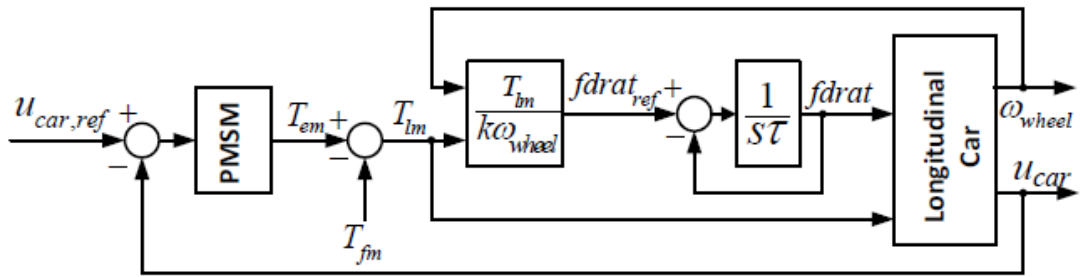 u_car,ref + −
PMSM
T_em + −
T_fm
T_lm
T_lm
kω_wheel
fdrat_ref + −
1
sτ
fdrat
Longitudinal
Car
ω_wheel
u_car